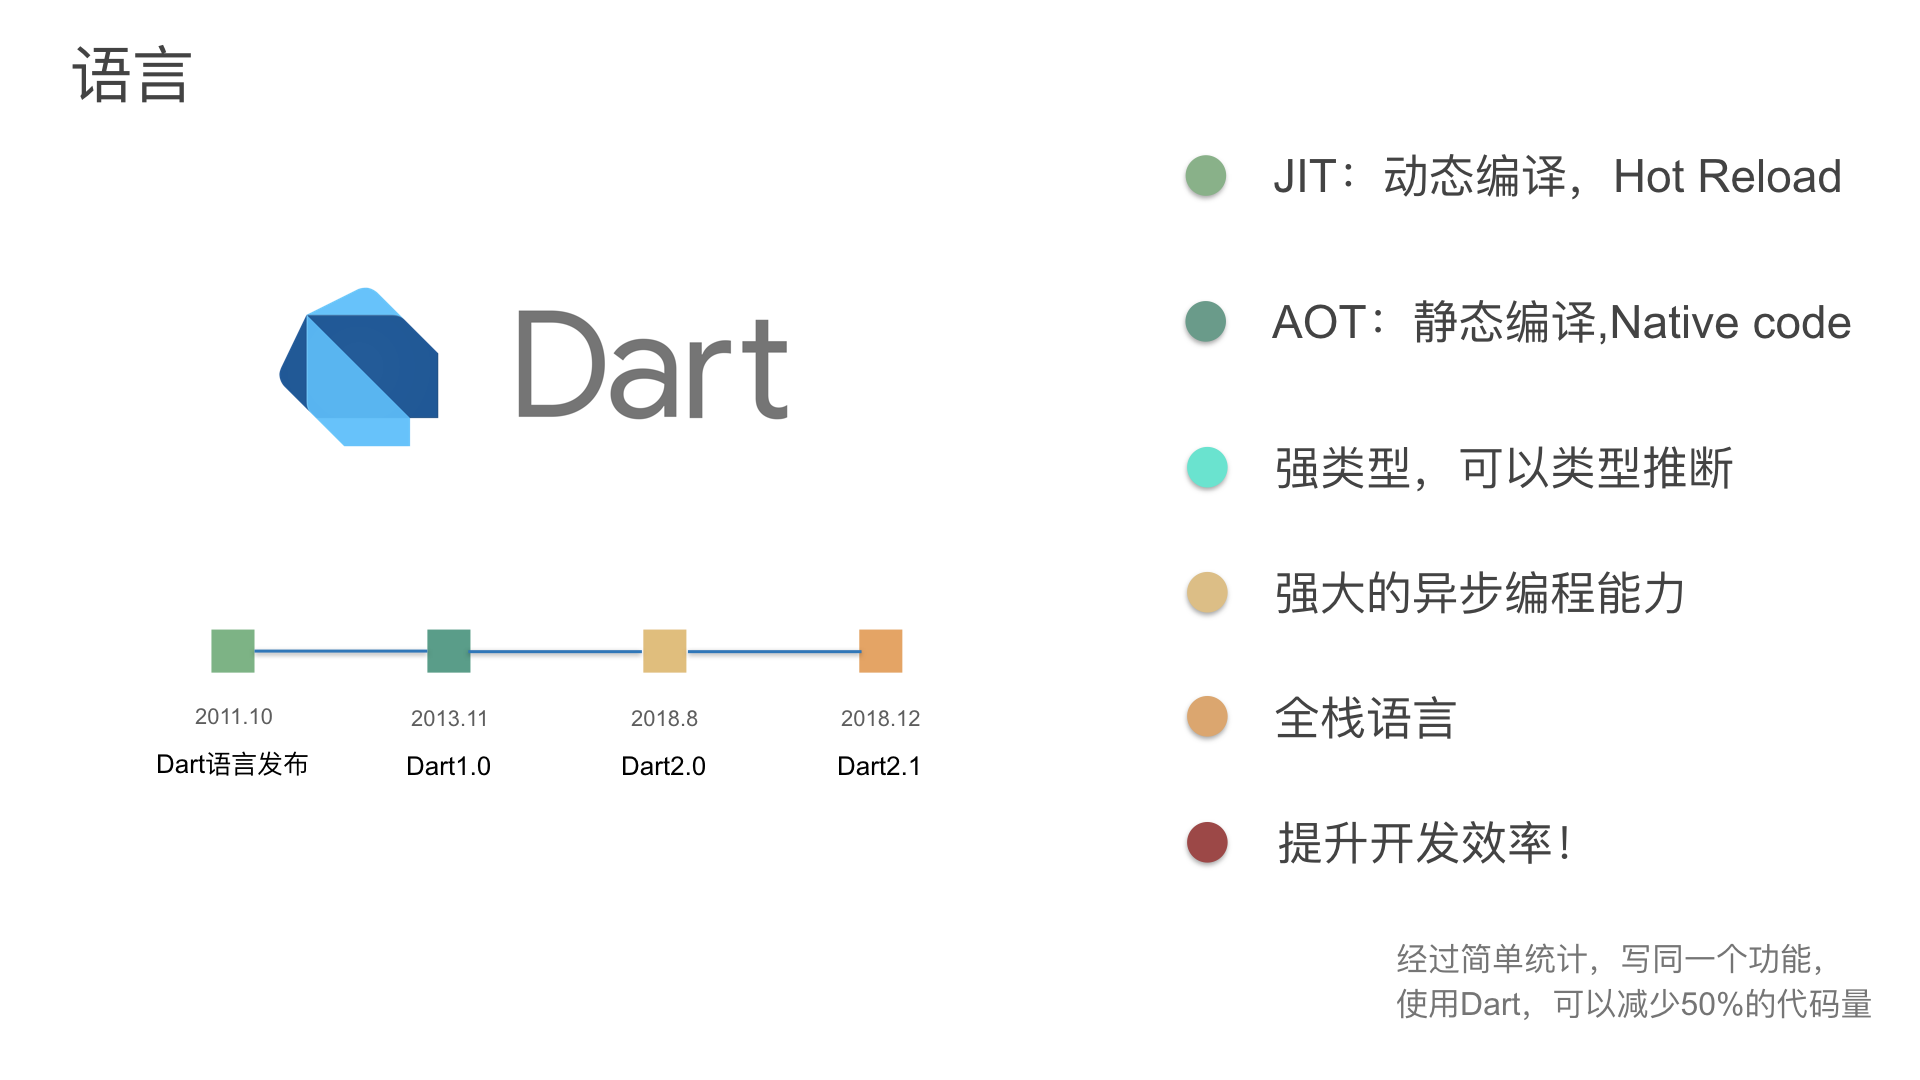 语言
Dart
2011.10
Dart语言发布
2013.11
Dart1.0
2018.8
Dart2.0
2018.12
Dart2.1
JIT：动态编译，Hot Reload
AOT：静态编译,Native code
强类型，可以类型推断
强大的异步编程能力
全栈语言
提升开发效率！
经过简单统计，写同一个功能，
使用Dart，可以减少50%的代码量